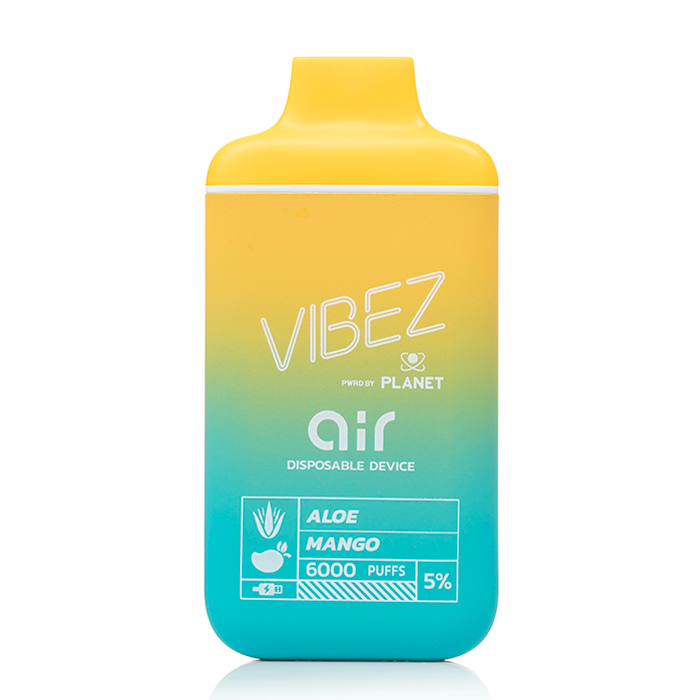 VIBEZ
PWRD BY PLANET
air
DISPOSABLE DEVICE
ALOE
MANGO
6000 PUFFS
5%